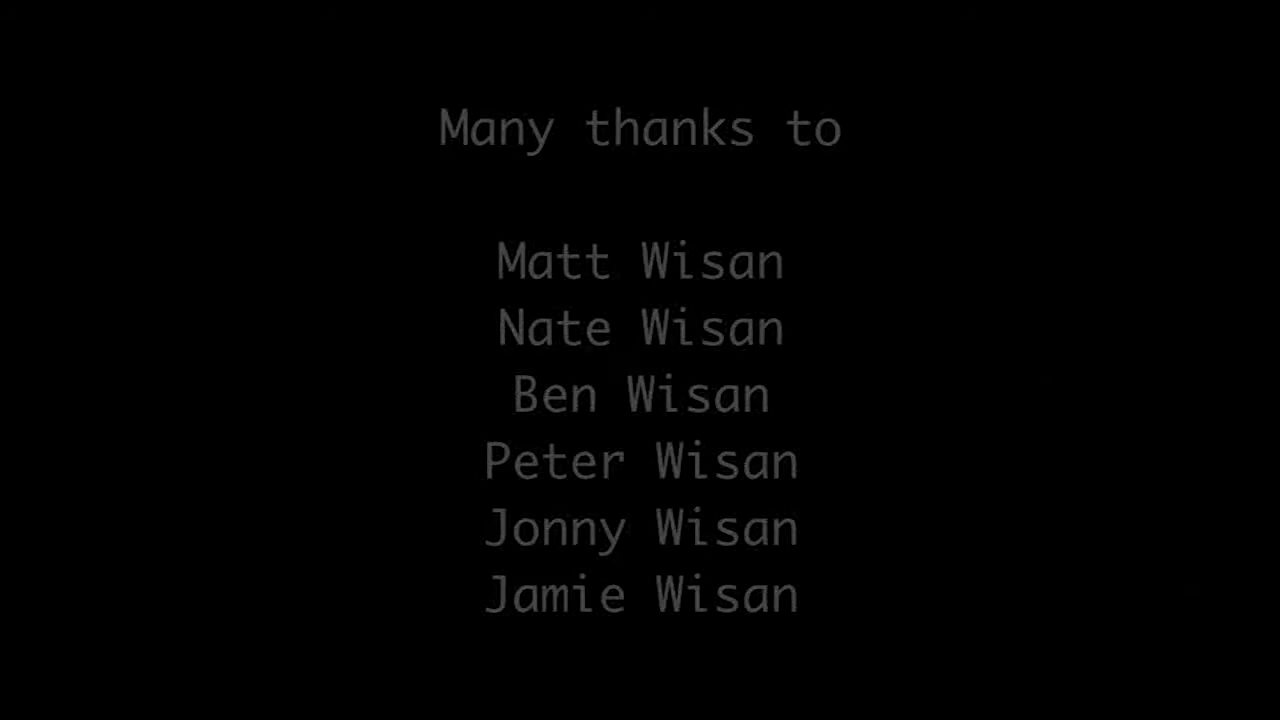 Many thanks to
Matt Wisan
Nate Wisan
Ben Wisan
Peter Wisan
Jonny Wisan
Jamie Wisan